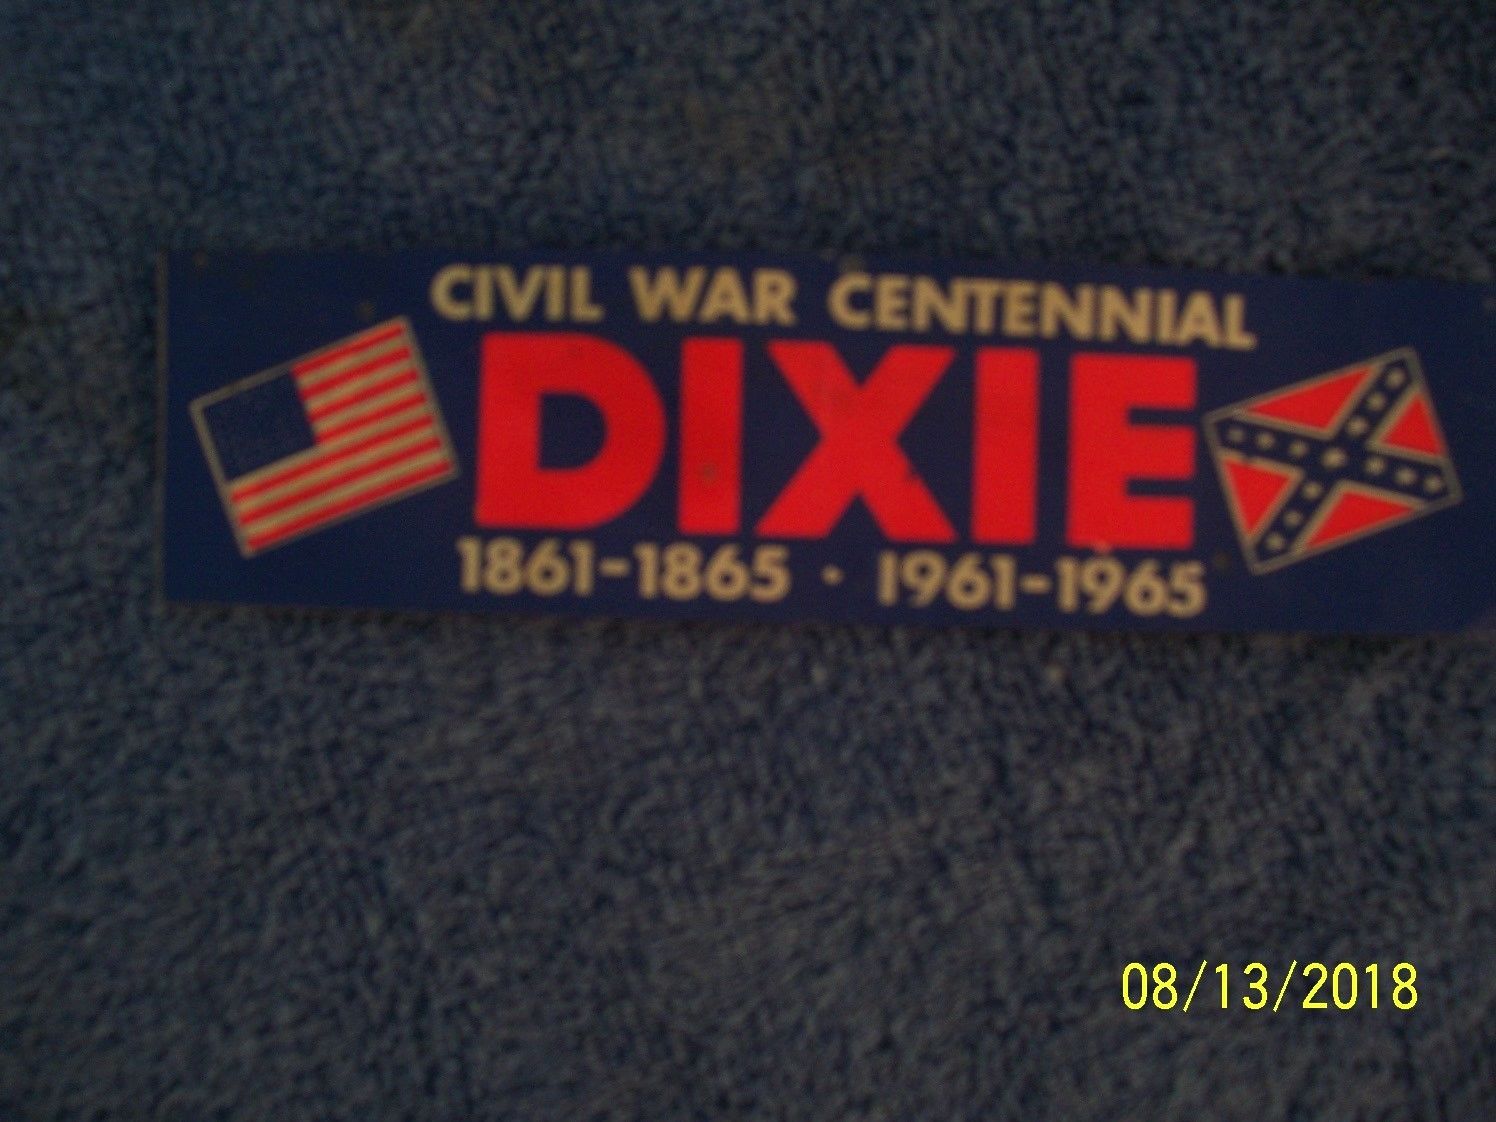 CIVIL WAR CENTENNIAL
DIXIE
1861-1865 • 1961-1965
08/13/2018